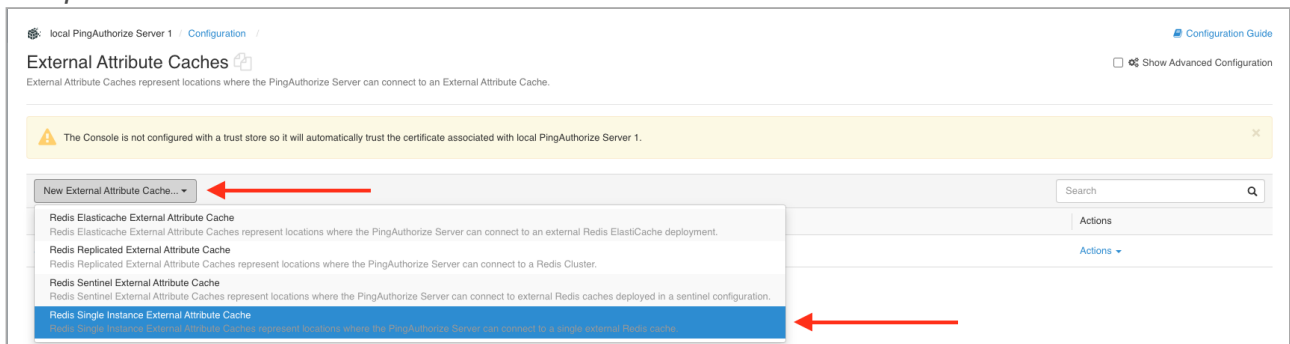 local PingAuthorize Server 1 / Configuration /
Configuration Guide
External Attribute Caches
Show Advanced Configuration
External Attribute Caches represent locations where the PingAuthorize Server can connect to an External Attribute Cache.
The Console is not configured with a trust store so it will automatically trust the certificate associated with local PingAuthorize Server 1.
New External Attribute Cache...
Search
Redis Elasticache External Attribute Cache
Actions
Redis Elasticache External Attribute Caches represent locations where the PingAuthorize Server can connect to an external Redis ElastiCache deployment.
Redis Replicated External Attribute Cache
Actions
Redis Replicated External Attribute Caches represent locations where the PingAuthorize Server can connect to a Redis Cluster.
Redis Sentinel External Attribute Cache
Redis Sentinel External Attribute Caches represent locations where the PingAuthorize Server can connect to external Redis caches deployed in a sentinel configuration.
Redis Single Instance External Attribute Cache
Redis Single Instance External Attribute Caches represent locations where the PingAuthorize Server can connect to a single external Redis cache.